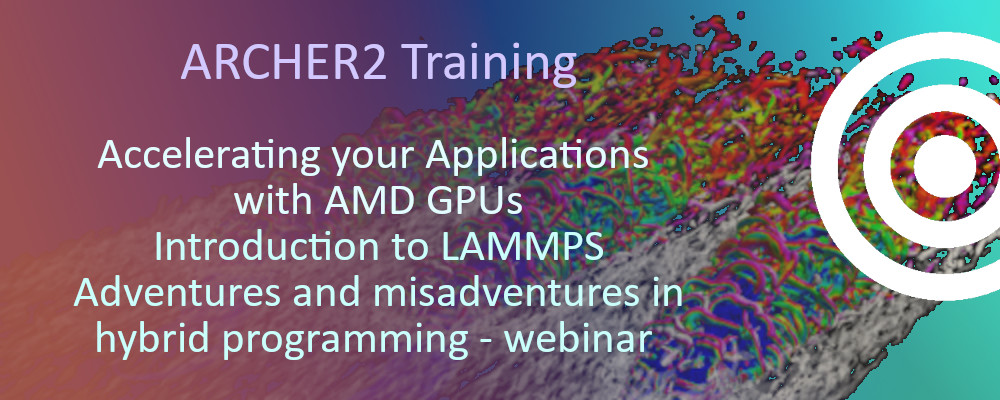 ARCHER2 Training
Accelerating your Applications
with AMD GPUs
Introduction to LAMMPS
Adventures and misadventures in
hybrid programming - webinar